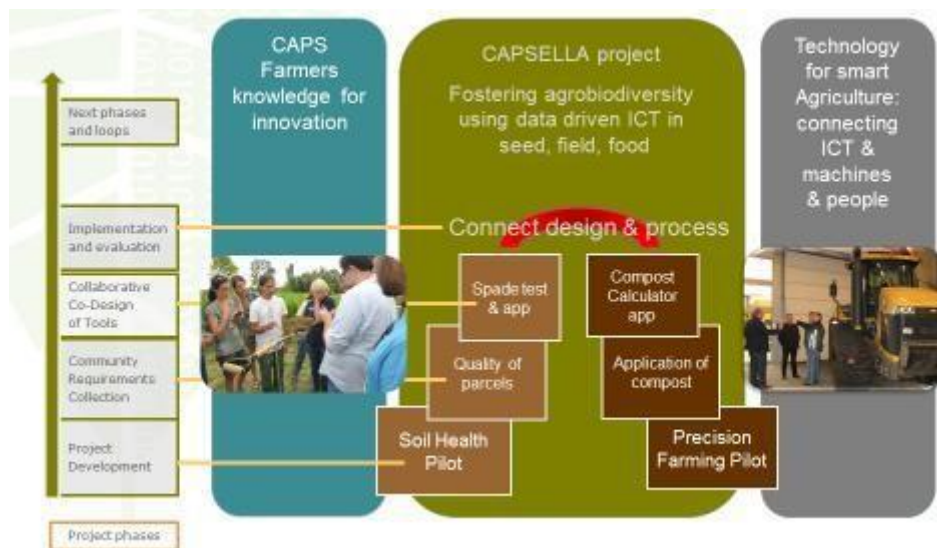 CAPS
Farmers
knowledge for
innovation
CAPSELLA project
Fostering agrobiodiversity
using data driven ICT in
seed, field, food
Technology
for smart
Agriculture:
connecting
ICT &
machines
& people
Next phases
and loops
Implementation
and evaluation
Connect design & process
Collaborative
Co-Design
of Tools
Spade test
& app
Compost
Calculator
app
Community
Requirements
Collection
Quality of
parcels
Application of
compost
Project
Development
Soil Health
Pilot
Precision
Farming Pilot
Project phases